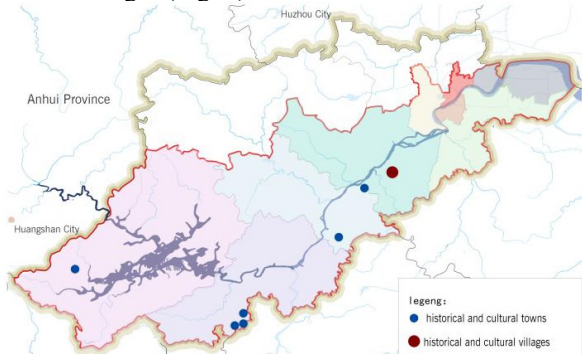 Huzhou City
Anhui Province
Huangshan City
legeng:
historical and cultural towns
historical and cultural villages